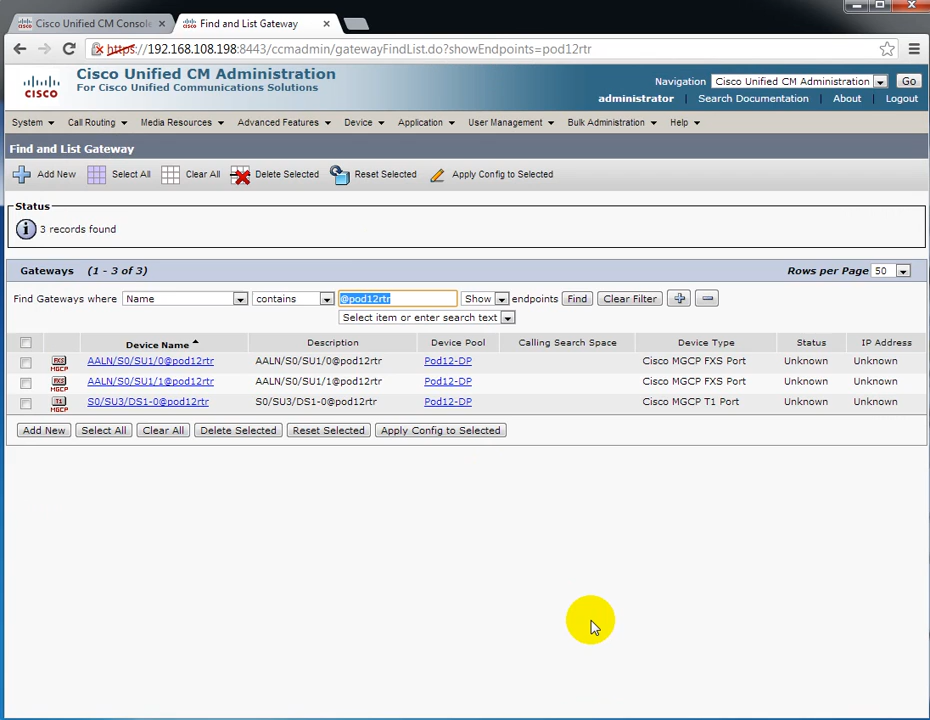 Cisco Unified CM Console
Find and List Gateway
https://192.168.108.198:8443/ccmadmin/gatewayFindList.do?showEndpoints=pod12rtr
CISCO
Cisco Unified CM Administration
For Cisco Unified Communications Solutions
Navigation Cisco Unified CM Administration Go
administrator | Search Documentation | About | Logout
System Call Routing Media Resources Advanced Features Device Application User Management Bulk Administration Help
Find and List Gateway
Add New Select All Clear All Delete Selected Reset Selected Apply Config to Selected
Status
3 records found
Gateways (1 - 3 of 3) Rows per Page 50
Find Gateways where Name contains @pod12rtr Show endpoints Find Clear Filter
Select item or enter search text
Device Name Description Device Pool Calling Search Space Device Type Status IP Address
FXS MGCP AALN/S0/SU1/0@pod12rtr AALN/S0/SU1/0@pod12rtr Pod12-DP Cisco MGCP FXS Port Unknown Unknown
FXS MGCP AALN/S0/SU1/1@pod12rtr AALN/S0/SU1/1@pod12rtr Pod12-DP Cisco MGCP FXS Port Unknown Unknown
T1 MGCP S0/SU3/DS1-0@pod12rtr S0/SU3/DS1-0@pod12rtr Pod12-DP Cisco MGCP T1 Port Unknown Unknown
Add New Select All Clear All Delete Selected Reset Selected Apply Config to Selected